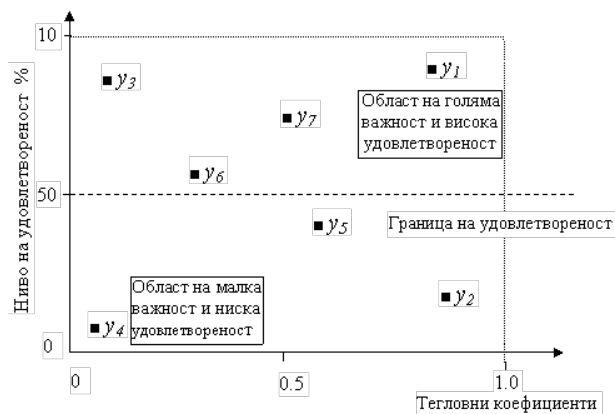 Ниво на удовлетвореност %
10
50
0
y3
y1
y7
Област на голяма
важност и висока
удовлетвореност
y6
y5
Граница на удовлетвореност
Област на малка
важност и ниска
удовлетвореност
y2
y4
0
0.5
1.0
Тегловни коефициенти